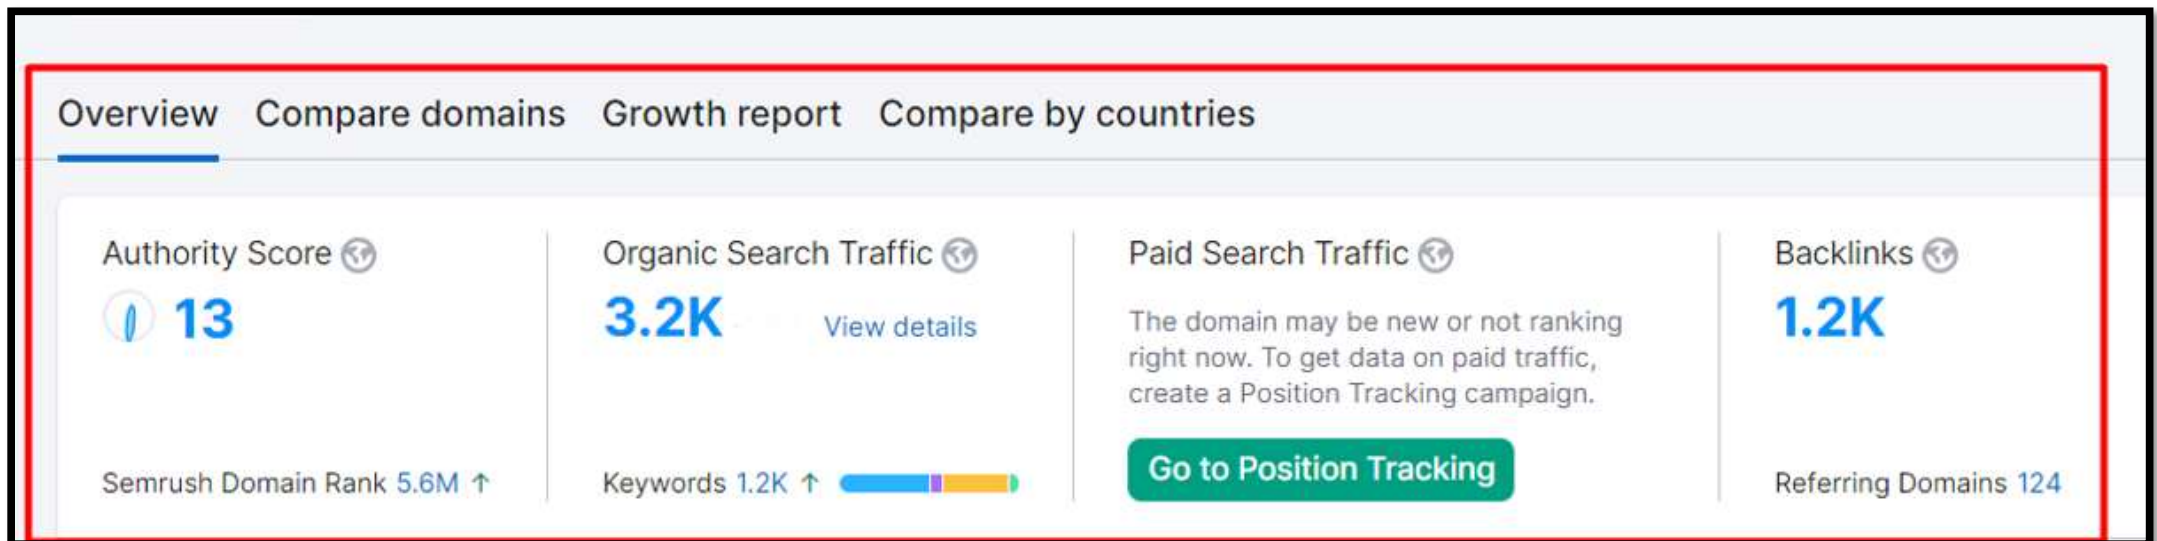 Overview Compare domains Growth report Compare by countries
Authority Score
13
Semrush Domain Rank 5.6M ↑
Organic Search Traffic
3.2K View details
Keywords 1.2K ↑
Paid Search Traffic
The domain may be new or not ranking
right now. To get data on paid traffic,
create a Position Tracking campaign.
Go to Position Tracking
Backlinks
1.2K
Referring Domains 124